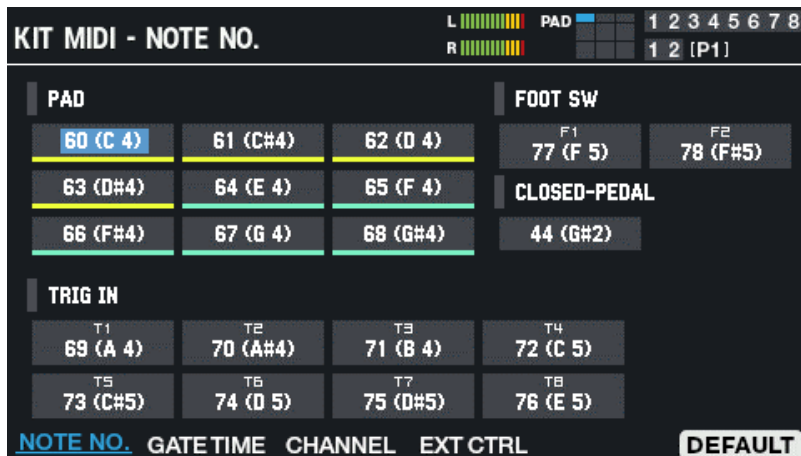 KIT MIDI - NOTE NO.
L PAD 1 2 3 4 5 6 7 8
R 1 2 [P1]
PAD FOOT SW
60 (C 4) 61 (C#4) 62 (D 4) F1 77 (F 5) F2 78 (F#5)
63 (D#4) 64 (E 4) 65 (F 4) CLOSED-PEDAL
66 (F#4) 67 (G 4) 68 (G#4) 44 (G#2)
TRIG IN
T1 T2 T3 T4
69 (A 4) 70 (A#4) 71 (B 4) 72 (C 5)
T5 T6 T7 T8
73 (C#5) 74 (D 5) 75 (D#5) 76 (E 5)
NOTE NO. GATE TIME CHANNEL EXT CTRL DEFAULT